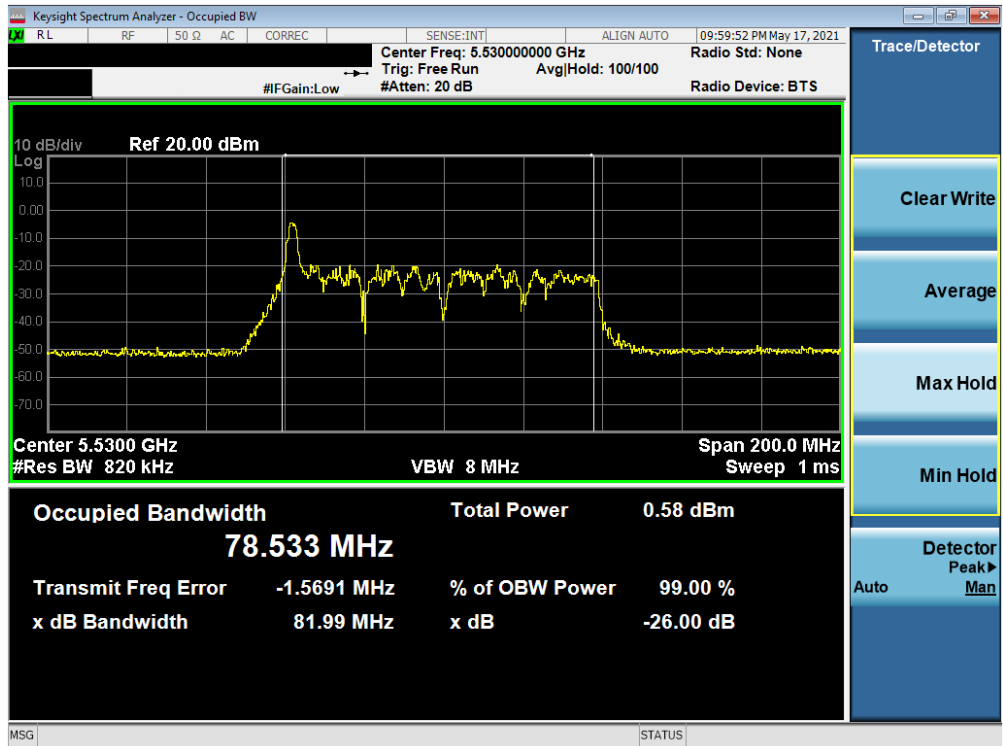 Keysight Spectrum Analyzer - Occupied BW
LXI RL RF 50 Ω AC CORREC SENSE:INT ALIGN AUTO 09:59:52 PM May 17, 2021
Center Freq: 5.530000000 GHz Radio Std: None
Trig: Free Run Avg|Hold: 100/100
#IFGain:Low #Atten: 20 dB Radio Device: BTS
10 dB/div Ref 20.00 dBm
Log
10.0
0.00
-10.0
-20.0
-30.0
-40.0
-50.0
-60.0
-70.0
Center 5.5300 GHz Span 200.0 MHz
#Res BW 820 kHz VBW 8 MHz Sweep 1 ms
Occupied Bandwidth Total Power 0.58 dBm
78.533 MHz
Transmit Freq Error -1.5691 MHz % of OBW Power 99.00 %
x dB Bandwidth 81.99 MHz x dB -26.00 dB
Trace/Detector
Clear Write
Average
Max Hold
Min Hold
Detector
Peak▶
Auto Man
MSG STATUS